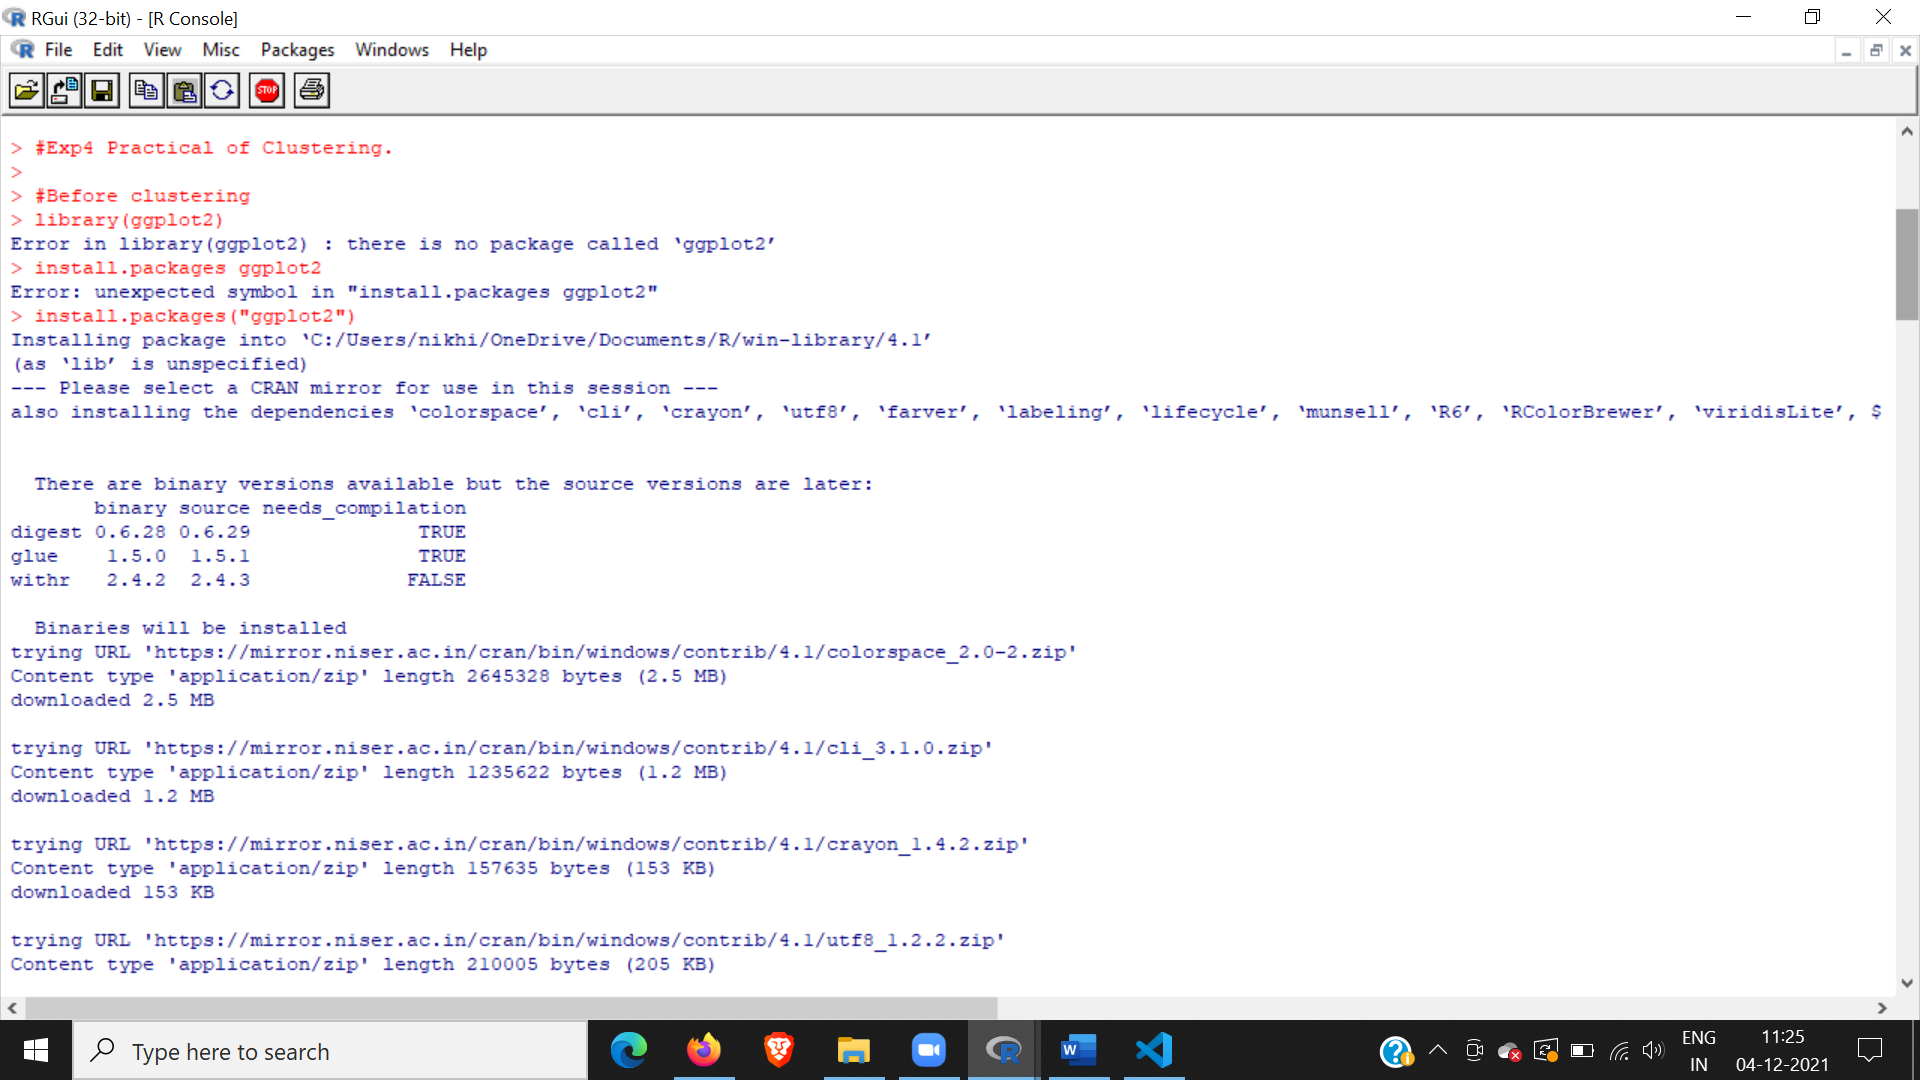 RGui (32-bit) - [R Console]
File Edit View Misc Packages Windows Help
STOP
> #Exp4 Practical of Clustering.
>
> #Before clustering
> library(ggplot2)
Error in library(ggplot2) : there is no package called ‘ggplot2’
> install.packages ggplot2
Error: unexpected symbol in "install.packages ggplot2"
> install.packages("ggplot2")
Installing package into ‘C:/Users/nikhi/OneDrive/Documents/R/win-library/4.1’
(as ‘lib’ is unspecified)
--- Please select a CRAN mirror for use in this session ---
also installing the dependencies ‘colorspace’, ‘cli’, ‘crayon’, ‘utf8’, ‘farver’, ‘labeling’, ‘lifecycle’, ‘munsell’, ‘R6’, ‘RColorBrewer’, ‘viridisLite’, $
There are binary versions available but the source versions are later:
binary source needs_compilation
digest 0.6.28 0.6.29 TRUE
glue 1.5.0 1.5.1 TRUE
withr 2.4.2 2.4.3 FALSE
Binaries will be installed
trying URL 'https://mirror.niser.ac.in/cran/bin/windows/contrib/4.1/colorspace_2.0-2.zip'
Content type 'application/zip' length 2645328 bytes (2.5 MB)
downloaded 2.5 MB
trying URL 'https://mirror.niser.ac.in/cran/bin/windows/contrib/4.1/cli_3.1.0.zip'
Content type 'application/zip' length 1235622 bytes (1.2 MB)
downloaded 1.2 MB
trying URL 'https://mirror.niser.ac.in/cran/bin/windows/contrib/4.1/crayon_1.4.2.zip'
Content type 'application/zip' length 157635 bytes (153 KB)
downloaded 153 KB
trying URL 'https://mirror.niser.ac.in/cran/bin/windows/contrib/4.1/utf8_1.2.2.zip'
Content type 'application/zip' length 210005 bytes (205 KB)
Type here to search
ENG
IN
11:25
04-12-2021